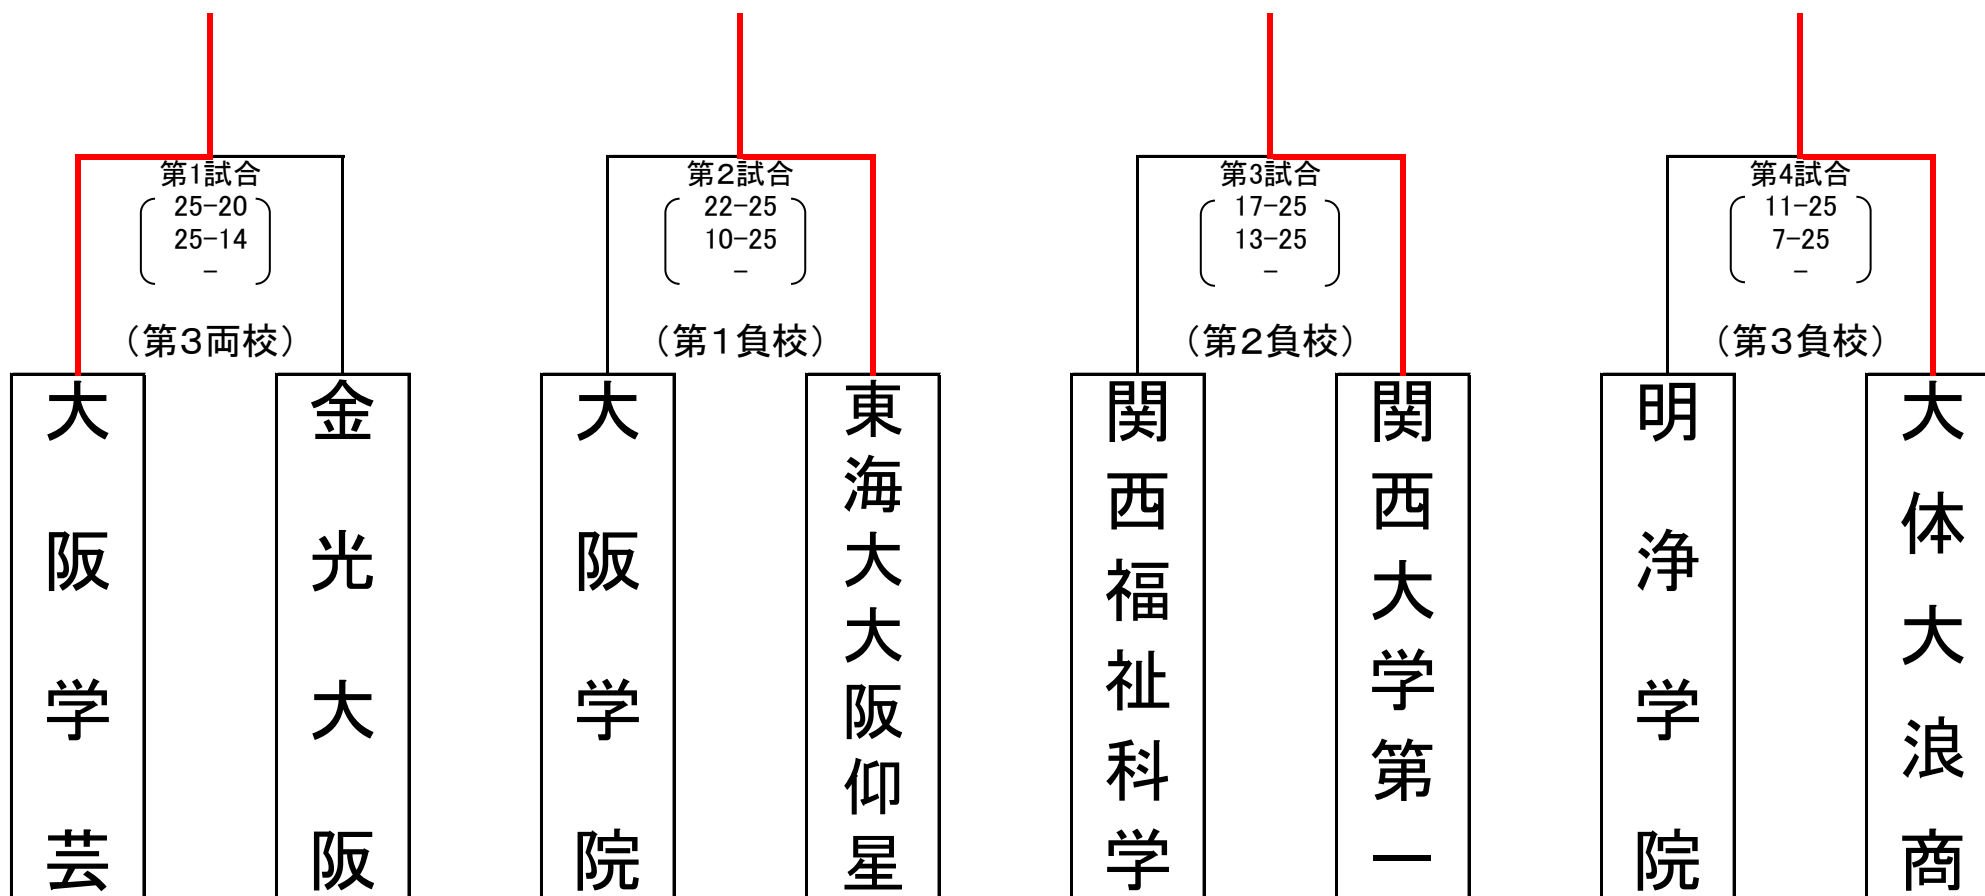 第1試合
25-20
25-14
-
（第３両校）
大阪学芸
金光大阪
第２試合
22-25
10-25
-
（第１負校）
大阪学院
東海大大阪仰星
第3試合
17-25
13-25
-
（第２負校）
関西福祉科学
関西大学第一
第4試合
11-25
7-25
-
（第３負校）
明浄学院
大体大浪商